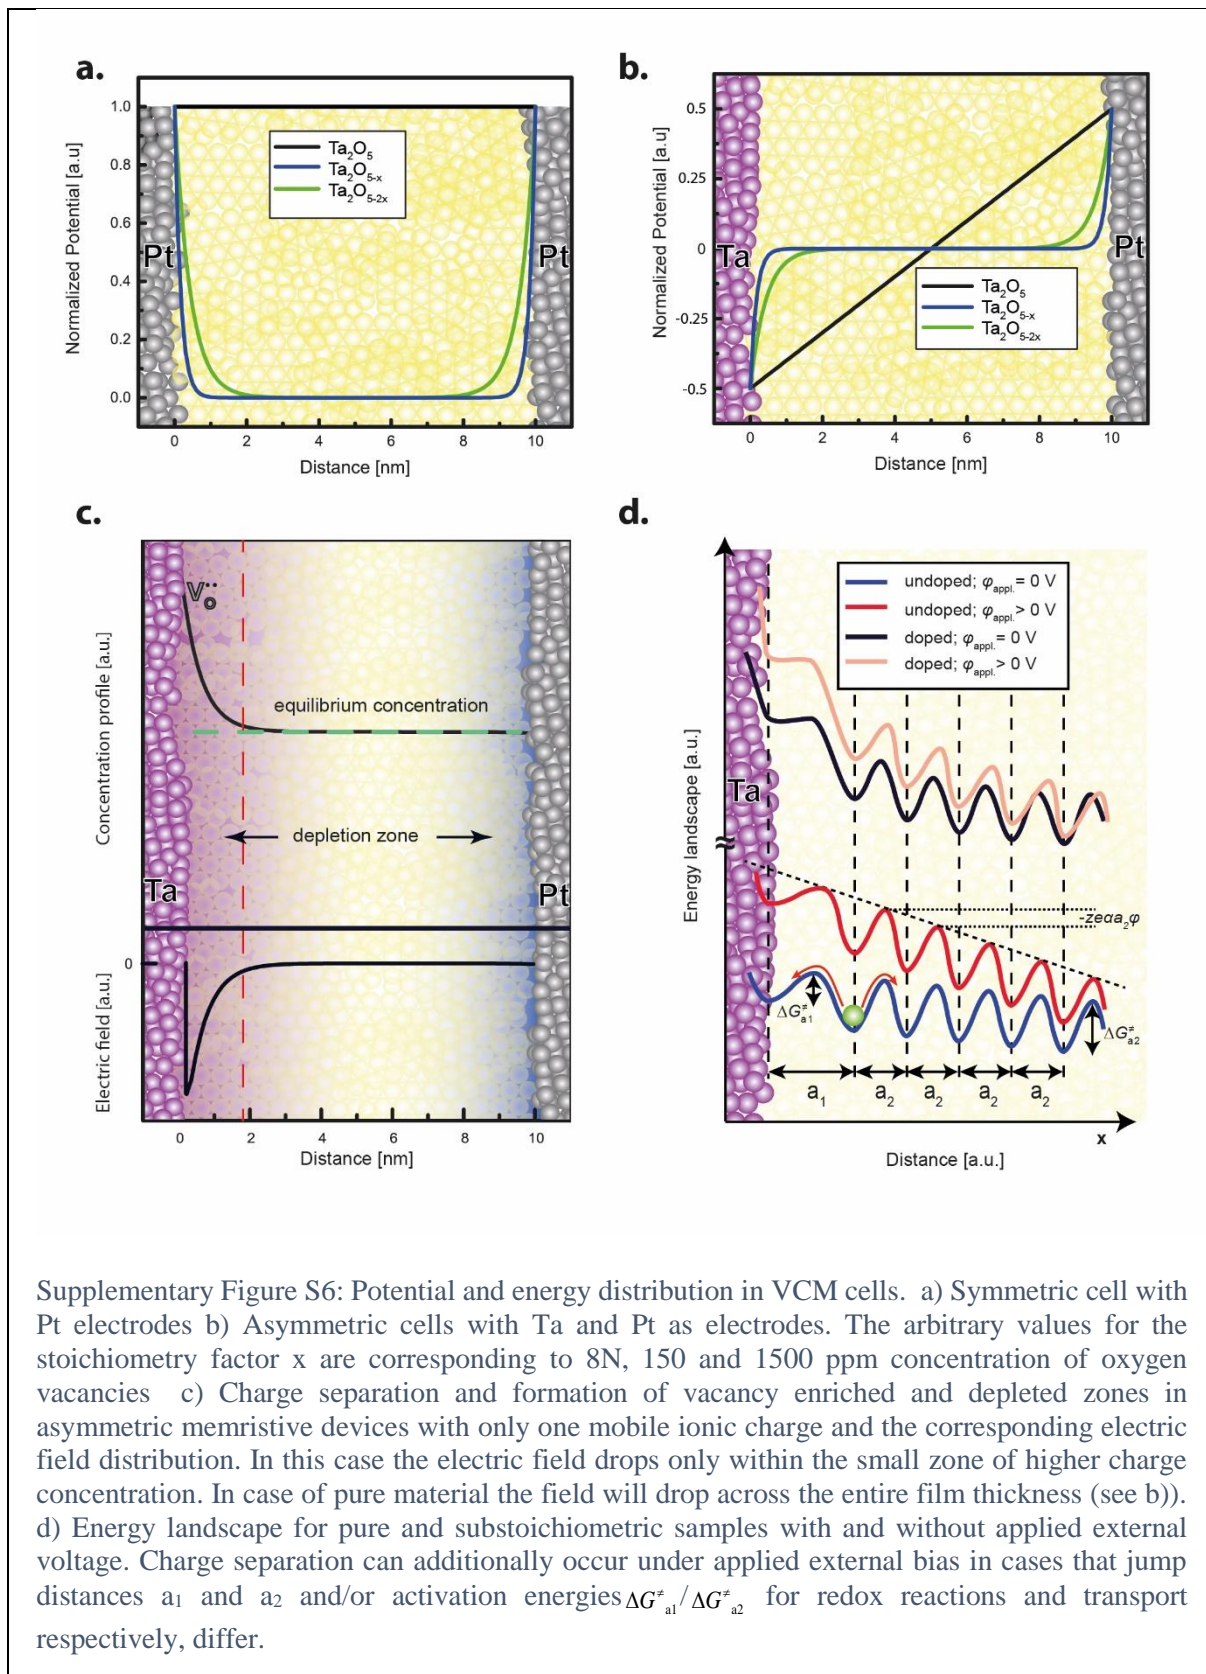 a.
Normalized Potential [a.u]
1.0
0.8
0.6
0.4
0.2
0.0
Ta₂O₅
Ta₂O₅₋ₓ
Ta₂O₅₋₂ₓ
Pt
Pt
0 2 4 6 8 10
Distance [nm]
b.
Normalized Potential [a.u]
0.5
0.25
0
-0.25
-0.5
Ta
Pt
Ta₂O₅
Ta₂O₅₋ₓ
Ta₂O₅₋₂ₓ
0 2 4 6 8 10
Distance [nm]
c.
Concentration profile [a.u.]
V_O^••
equilibrium concentration
depletion zone
Ta
Pt
Electric field [a.u.]
0
0 2 4 6 8 10
Distance [nm]
d.
Energy landscape [a.u.]
undoped; φ_appl. = 0 V
undoped; φ_appl. > 0 V
doped; φ_appl. = 0 V
doped; φ_appl. > 0 V
Ta
≈
-zeαa₂φ
ΔG≠a1
ΔG≠a2
a₁ a₂ a₂ a₂ a₂
x
Distance [a.u.]
Supplementary Figure S6: Potential and energy distribution in VCM cells. a) Symmetric cell with
Pt electrodes b) Asymmetric cells with Ta and Pt as electrodes. The arbitrary values for the
stoichiometry factor x are corresponding to 8N, 150 and 1500 ppm concentration of oxygen
vacancies c) Charge separation and formation of vacancy enriched and depleted zones in
asymmetric memristive devices with only one mobile ionic charge and the corresponding electric
field distribution. In this case the electric field drops only within the small zone of higher charge
concentration. In case of pure material the field will drop across the entire film thickness (see b)).
d) Energy landscape for pure and substoichiometric samples with and without applied external
voltage. Charge separation can additionally occur under applied external bias in cases that jump
distances a₁ and a₂ and/or activation energies ΔG≠a1/ΔG≠a2 for redox reactions and transport
respectively, differ.